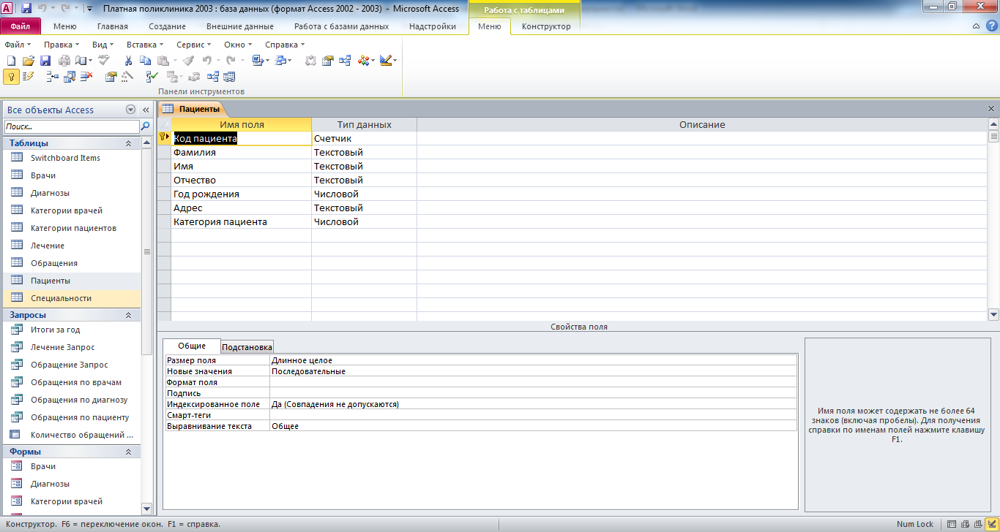 Платная поликлиника 2003 : база данных (формат Access 2002 - 2003) - Microsoft Access
Работа с таблицами
Файл Меню Главная Создание Внешние данные Работа с базами данных Надстройки Меню Конструктор
Файл Правка Вид Вставка Сервис Окно Справка
Панели инструментов
Все объекты Access
Поиск...
Таблицы
Switchboard Items
Врачи
Диагнозы
Категории врачей
Категории пациентов
Лечение
Обращения
Пациенты
Специальности
Запросы
Итоги за год
Лечение Запрос
Обращение Запрос
Обращения по врачам
Обращения по диагнозу
Обращения по пациенту
Количество обращений ...
Формы
Врачи
Диагнозы
Категории врачей
Пациенты
Имя поля Тип данных Описание
Код пациента Счетчик
Фамилия Текстовый
Имя Текстовый
Отчество Текстовый
Год рождения Числовой
Адрес Текстовый
Категория пациента Числовой
Свойства поля
Общие Подстановка
Размер поля Длинное целое
Новые значения Последовательные
Формат поля
Подпись
Индексированное поле Да (Совпадения не допускаются)
Смарт-теги
Выравнивание текста Общее
Имя поля может содержать не более 64
знаков (включая пробелы). Для получения
справки по именам полей нажмите клавишу
F1.
Конструктор. F6 = переключение окон. F1 = справка.
Num Lock